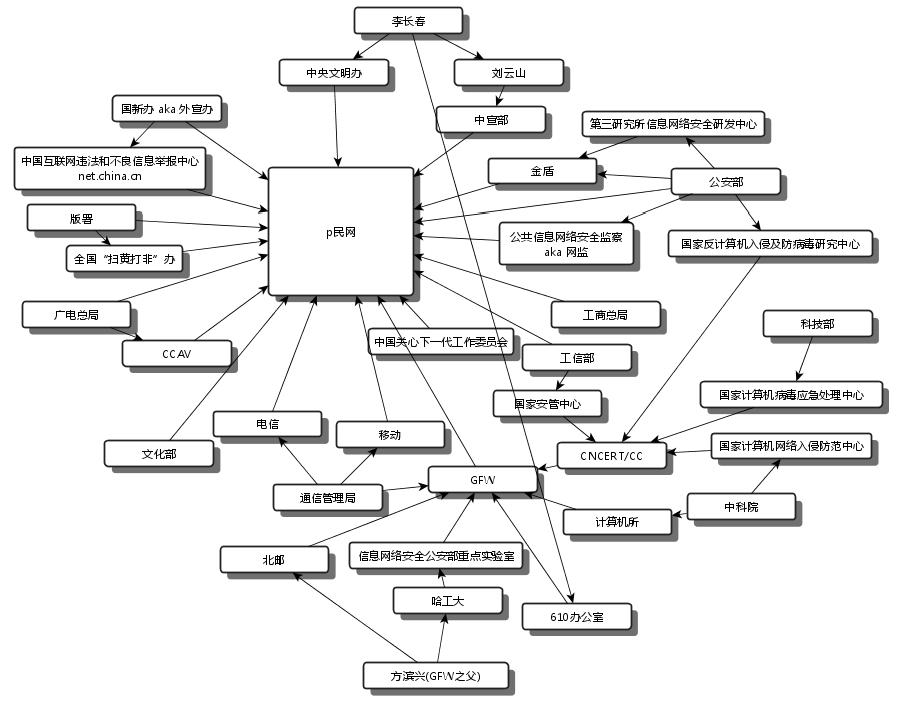 李长春
中央文明办
刘云山
国新办 aka 外宣办
中宣部
第三研究所信息网络安全研发中心
中国互联网违法和不良信息举报中心
net.china.cn
金盾
公安部
版署
p民网
公共信息网络安全监察
aka 网监
国家反计算机入侵及防病毒研究中心
全国“扫黄打非”办
广电总局
工商总局
科技部
CCAV
中国关心下一代工作委员会
工信部
国家计算机病毒应急处理中心
国家安管中心
电信
移动
文化部
CNCERT/CC
国家计算机网络入侵防范中心
GFW
通信管理局
中科院
计算机所
北邮
信息网络安全公安部重点实验室
哈工大
610办公室
方滨兴(GFW之父)